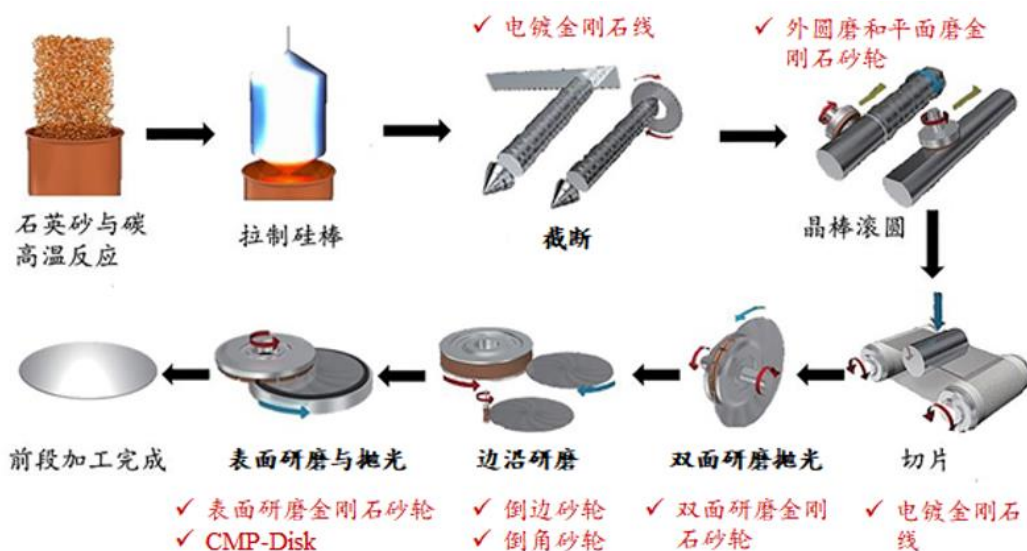 ✓ 电镀金刚石线
✓ 外圆磨和平面磨金
刚石砂轮
石英砂与碳
高温反应
拉制硅棒
截断
晶棒滚圆
前段加工完成
表面研磨与抛光
边沿研磨
双面研磨抛光
切片
✓ 表面研磨金刚石砂轮
✓ CMP-Disk
✓ 倒边砂轮
✓ 倒角砂轮
✓ 双面研磨金刚
石砂轮
✓ 电镀金刚石
线